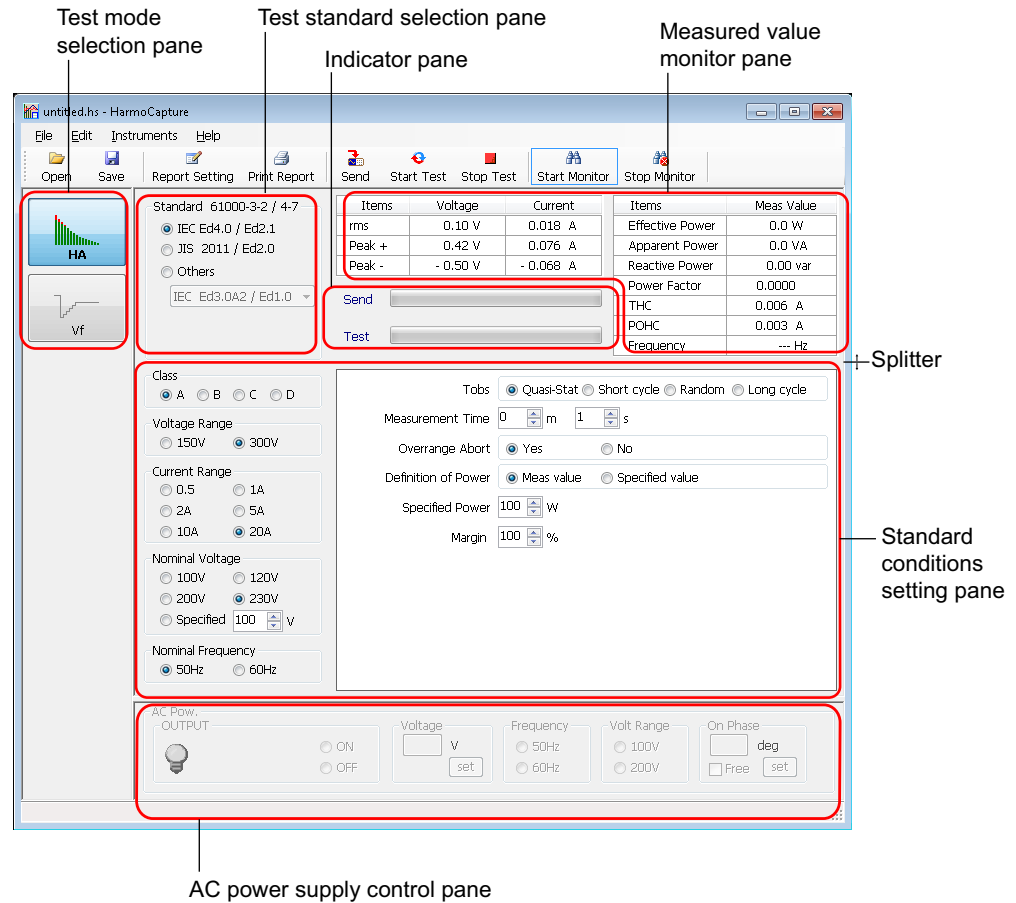 Test mode
selection pane
Test standard selection pane
Indicator pane
Measured value
monitor pane
untitled.hs - HarmoCapture
File Edit Instruments Help
Open Save Report Setting Print Report Send Start Test Stop Test Start Monitor Stop Monitor
HA
Vf
Standard 61000-3-2 / 4-7
IEC Ed4.0 / Ed2.1
JIS 2011 / Ed2.0
Others
IEC Ed3.0A2 / Ed1.0
Items Voltage Current
rms 0.10 V 0.018 A
Peak + 0.42 V 0.076 A
Peak - - 0.50 V - 0.068 A
Send
Test
Items Meas Value
Effective Power 0.0 W
Apparent Power 0.0 VA
Reactive Power 0.00 var
Power Factor 0.0000
THC 0.006 A
POHC 0.003 A
Frequency --- Hz
Splitter
Class
A B C D
Voltage Range
150V 300V
Current Range
0.5 1A
2A 5A
10A 20A
Nominal Voltage
100V 120V
200V 230V
Specified 100 V
Nominal Frequency
50Hz 60Hz
Tobs Quasi-Stat Short cycle Random Long cycle
Measurement Time 0 m 1 s
Overrange Abort Yes No
Definition of Power Meas value Specified value
Specified Power 100 W
Margin 100 %
Standard
conditions
setting pane
AC Pow.
OUTPUT
ON
OFF
Voltage
V
set
Frequency
50Hz
60Hz
Volt Range
100V
200V
On Phase
deg
Free set
AC power supply control pane